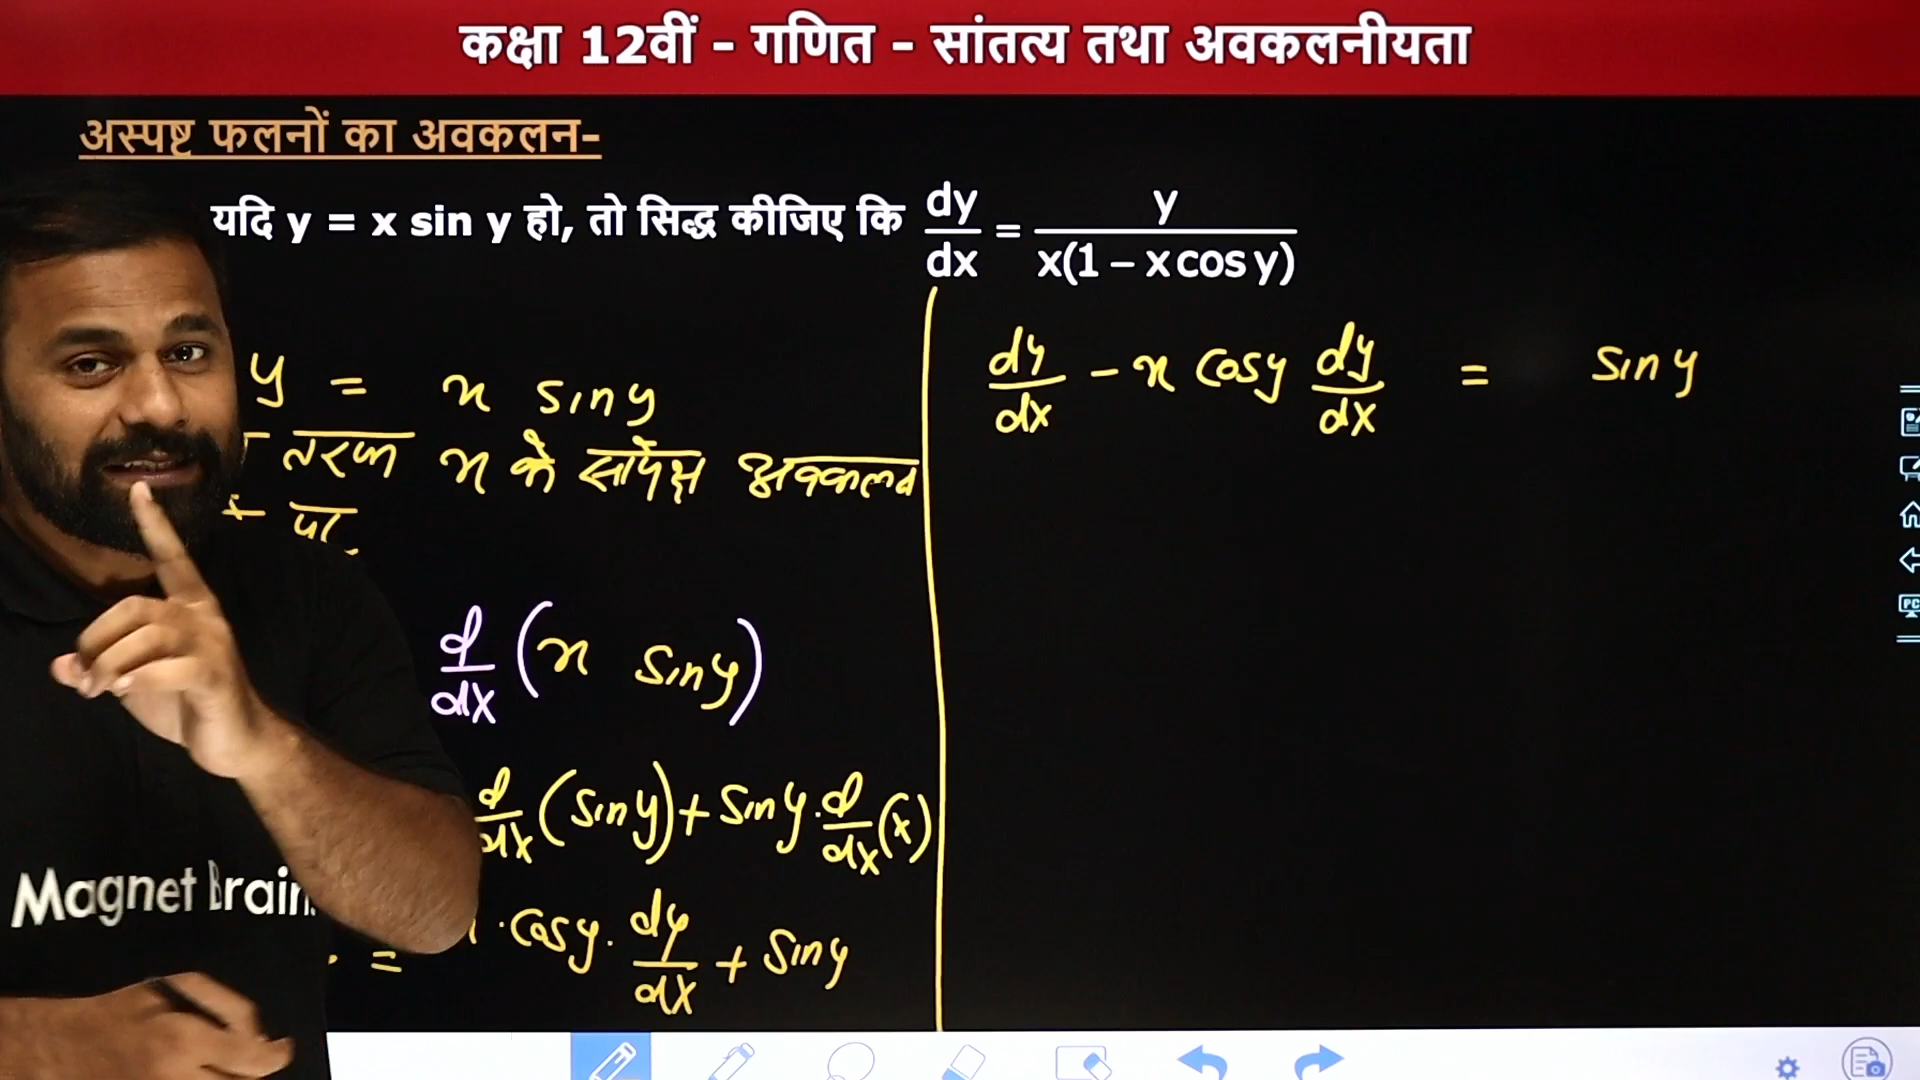 कक्षा 12वीं - गणित - सांतत्य तथा अवकलनीयता
अस्पष्ट फलनों का अवकलन-
यदि y = x sin y हो, तो सिद्ध कीजिए कि dy/dx = y/x(1 – x cos y)
y = x sin y
तरफ x के सापेक्ष अवकलन
पर.
d/dx (x sin y)
d/dx (sin y) + sin y . d/dx (x)
= . cos y . dy/dx + sin y
dy/dx - x cos y dy/dx = sin y
Magnet Brain
PC